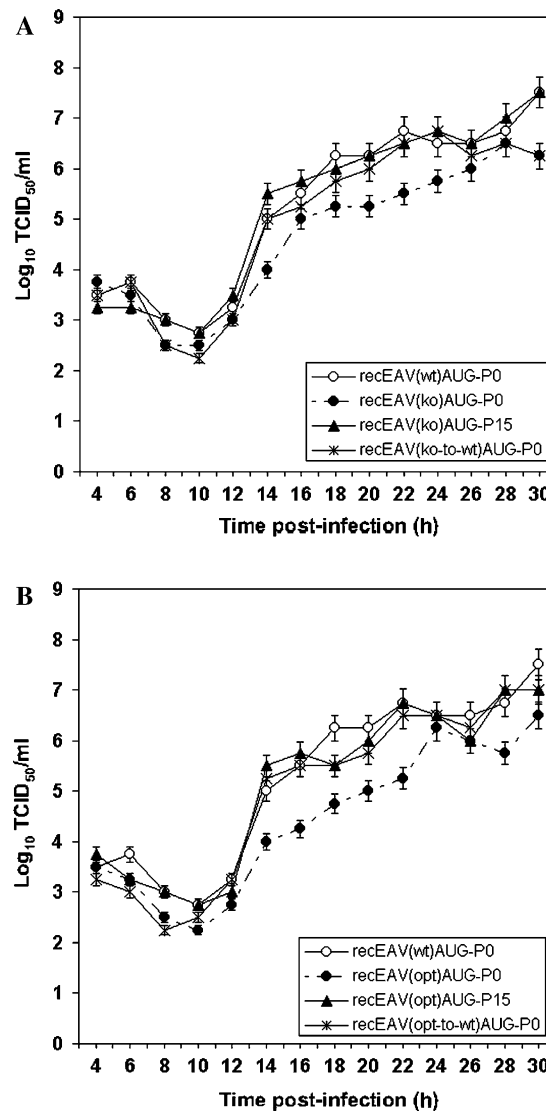 A
9
8
7
6
5
4
3
2
1
0
Log10 TCID50/ml
recEAV(wt)AUG-P0
recEAV(ko)AUG-P0
recEAV(ko)AUG-P15
recEAV(ko-to-wt)AUG-P0
4 6 8 10 12 14 16 18 20 22 24 26 28 30
Time post-infection (h)
B
9
8
7
6
5
4
3
2
1
0
Log10 TCID50/ml
recEAV(wt)AUG-P0
recEAV(opt)AUG-P0
recEAV(opt)AUG-P15
recEAV(opt-to-wt)AUG-P0
4 6 8 10 12 14 16 18 20 22 24 26 28 30
Time post-infection (h)